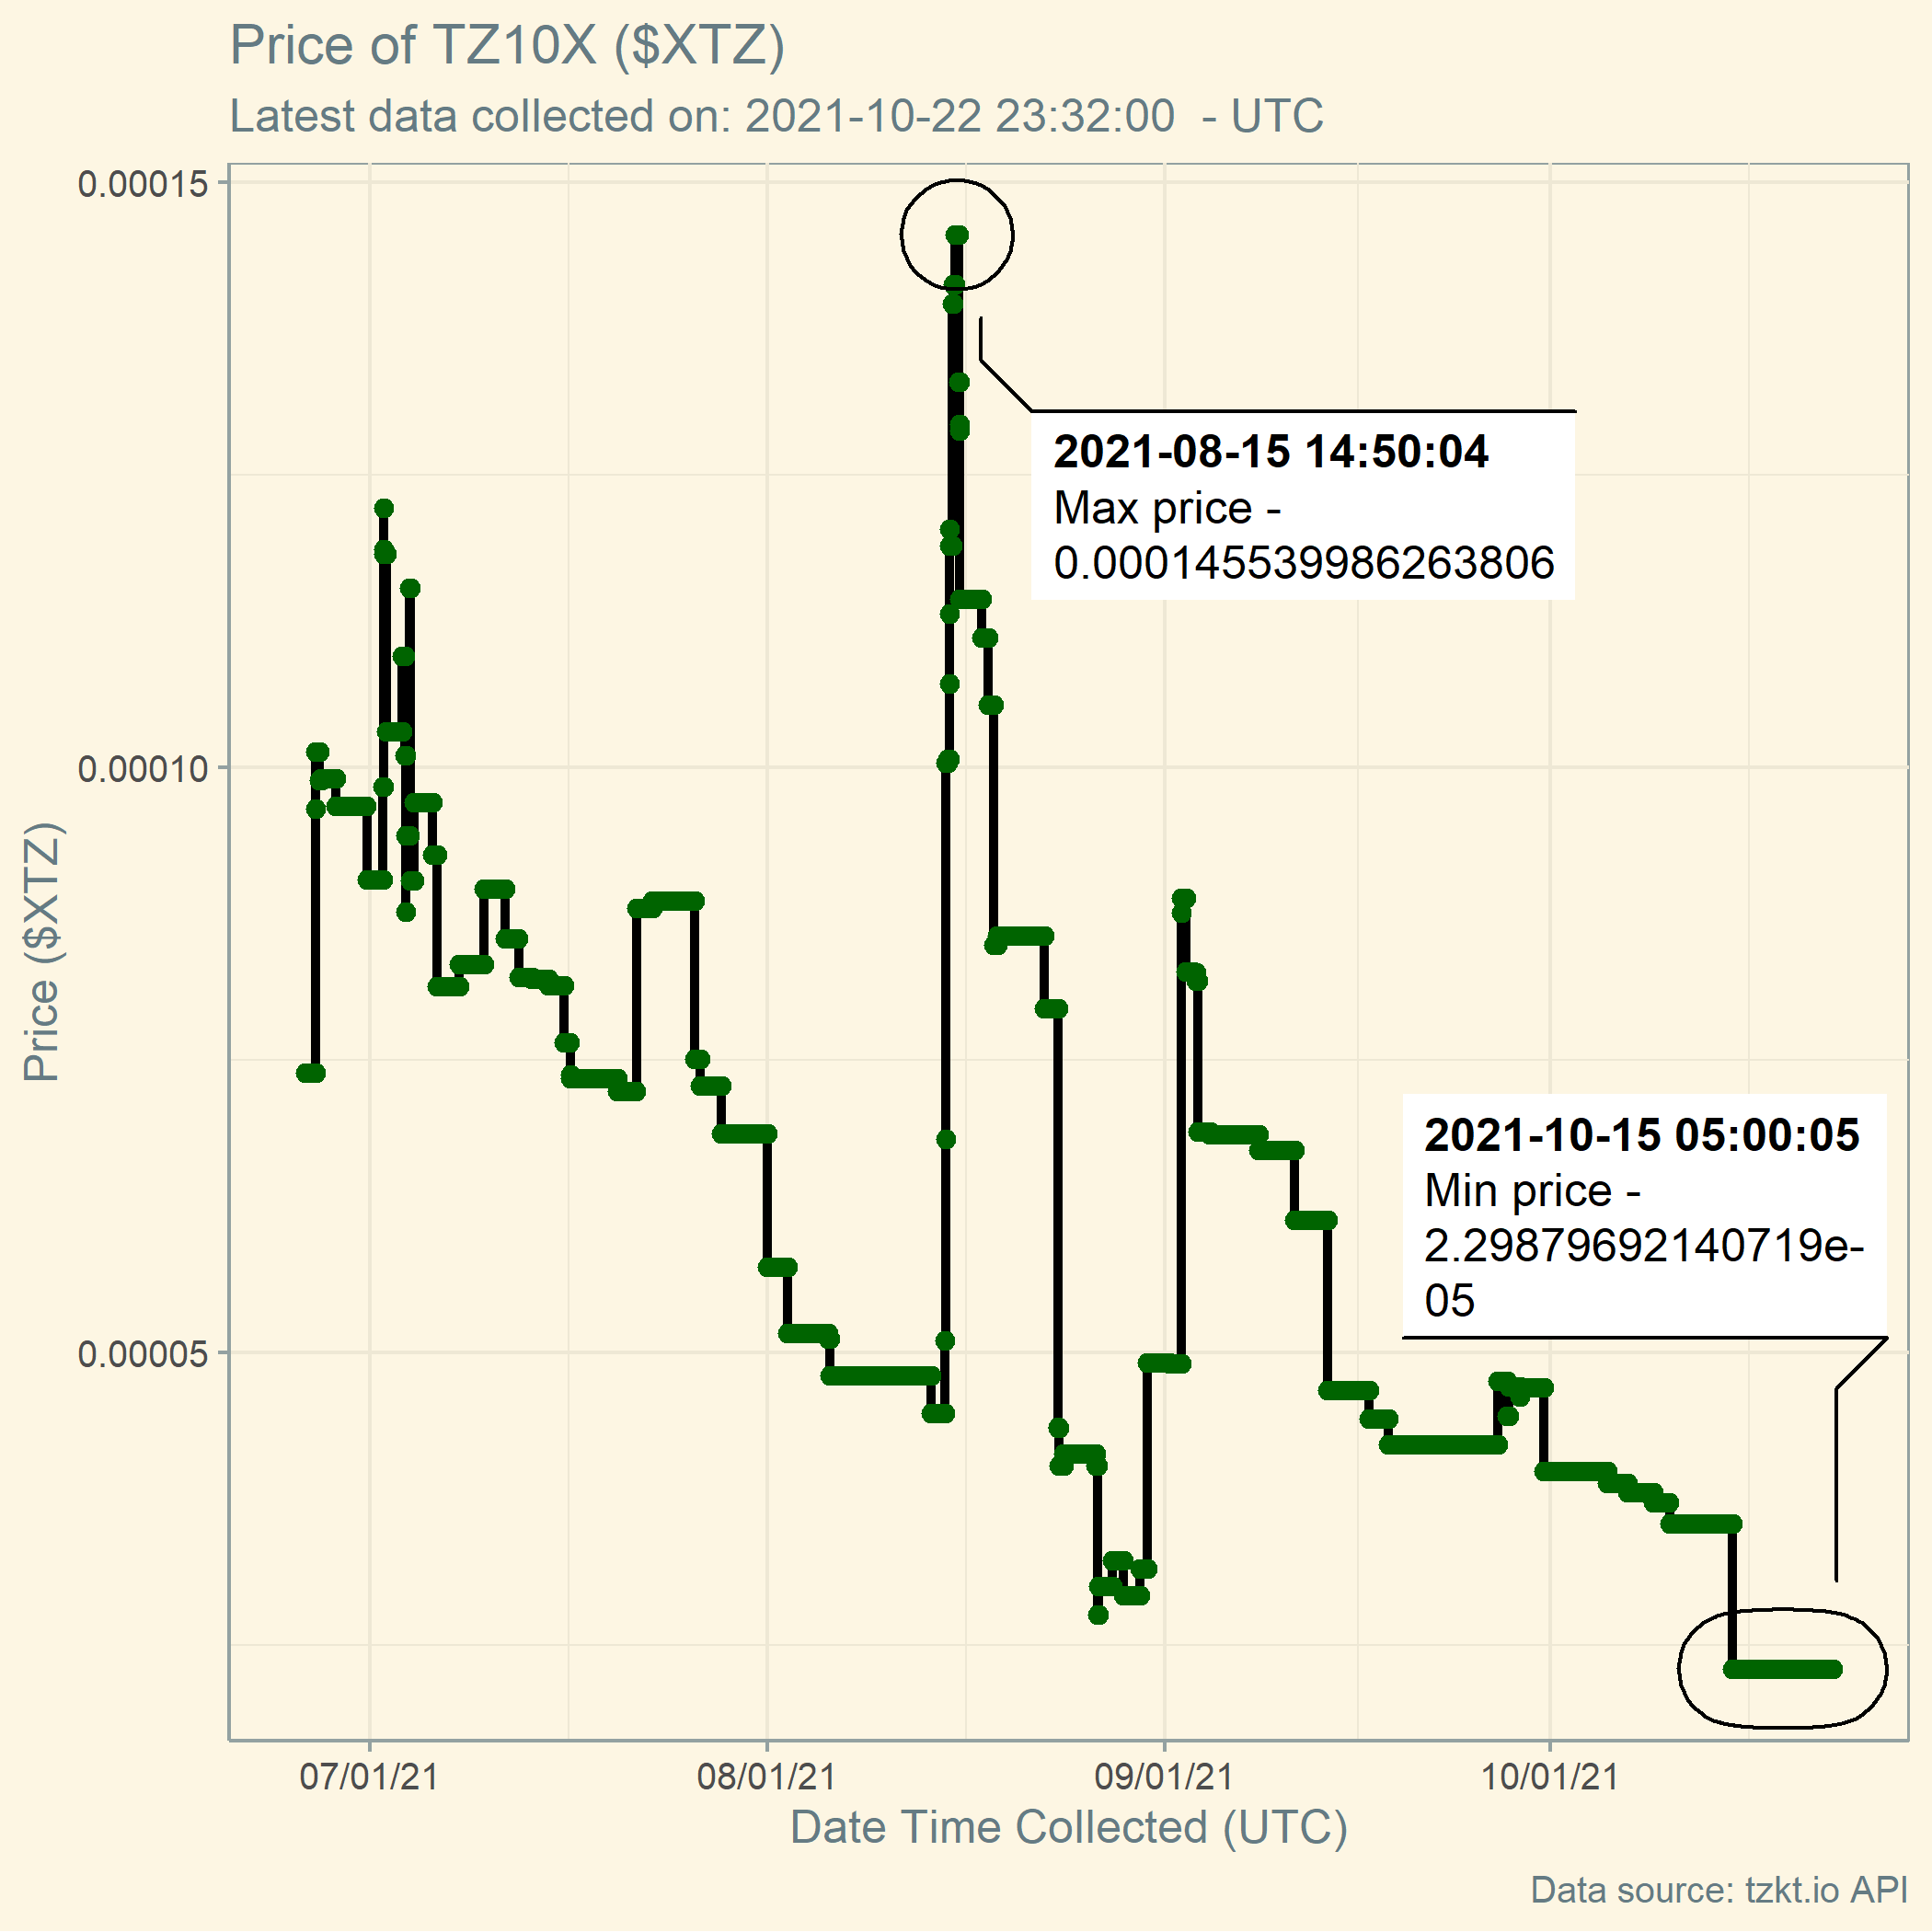 Price of TZ10X ($XTZ)
Latest data collected on: 2021-10-22 23:32:00  - UTC
0.00015
0.00010
0.00005
Price ($XTZ)
2021-08-15 14:50:04
Max price -
0.000145539986263806
2021-10-15 05:00:05
Min price -
2.29879692140719e-
05
07/01/21
08/01/21
09/01/21
10/01/21
Date Time Collected (UTC)
Data source: tzkt.io API